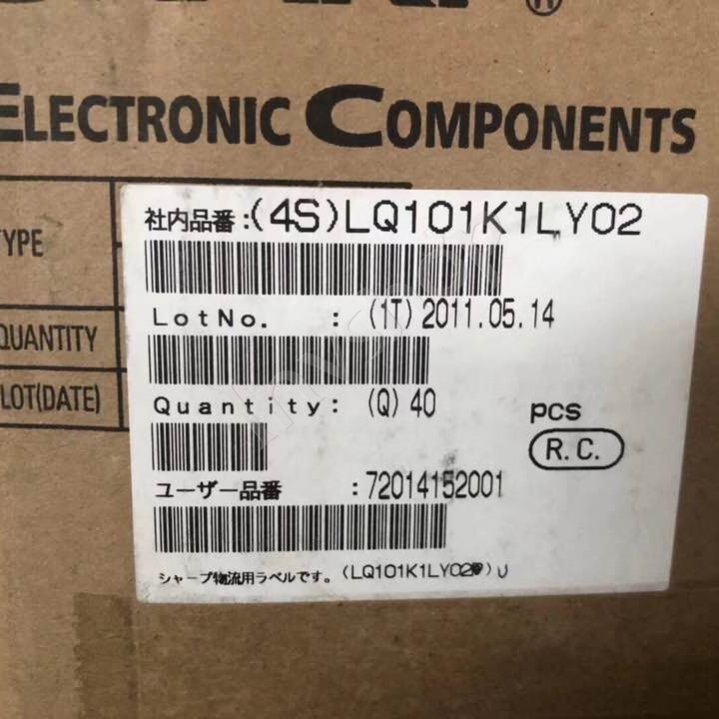 ELECTRONIC COMPONENTS
社内品番:(4S)LQ101K1LY02
TYPE
LotNo. : (1T)2011.05.14
QUANTITY
Quantity: (Q)40 pcs
LOT(DATE)
R.C.
ユーザー品番 :72014152001
シャープ物流用ラベルです。(LQ101K1LY02 )U